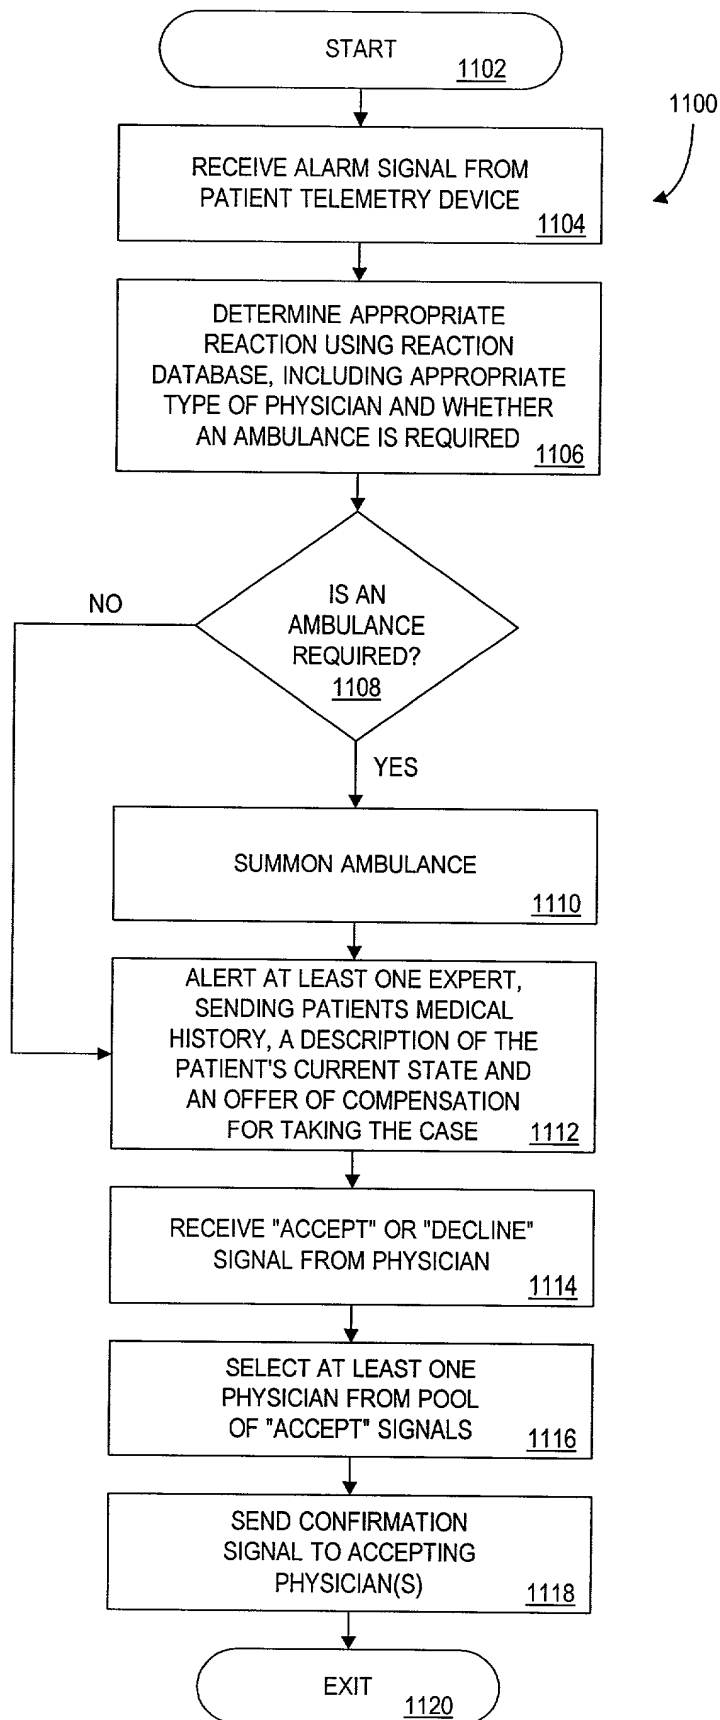 START
1102
1100
RECEIVE ALARM SIGNAL FROM
PATIENT TELEMETRY DEVICE
1104
DETERMINE APPROPRIATE
REACTION USING REACTION
DATABASE, INCLUDING APPROPRIATE
TYPE OF PHYSICIAN AND WHETHER
AN AMBULANCE IS REQUIRED
1106
NO
IS AN
AMBULANCE
REQUIRED?
1108
YES
SUMMON AMBULANCE
1110
ALERT AT LEAST ONE EXPERT,
SENDING PATIENTS MEDICAL
HISTORY, A DESCRIPTION OF THE
PATIENT'S CURRENT STATE AND
AN OFFER OF COMPENSATION
FOR TAKING THE CASE
1112
RECEIVE "ACCEPT" OR "DECLINE"
SIGNAL FROM PHYSICIAN
1114
SELECT AT LEAST ONE
PHYSICIAN FROM POOL
OF "ACCEPT" SIGNALS
1116
SEND CONFIRMATION
SIGNAL TO ACCEPTING
PHYSICIAN(S)
1118
EXIT
1120